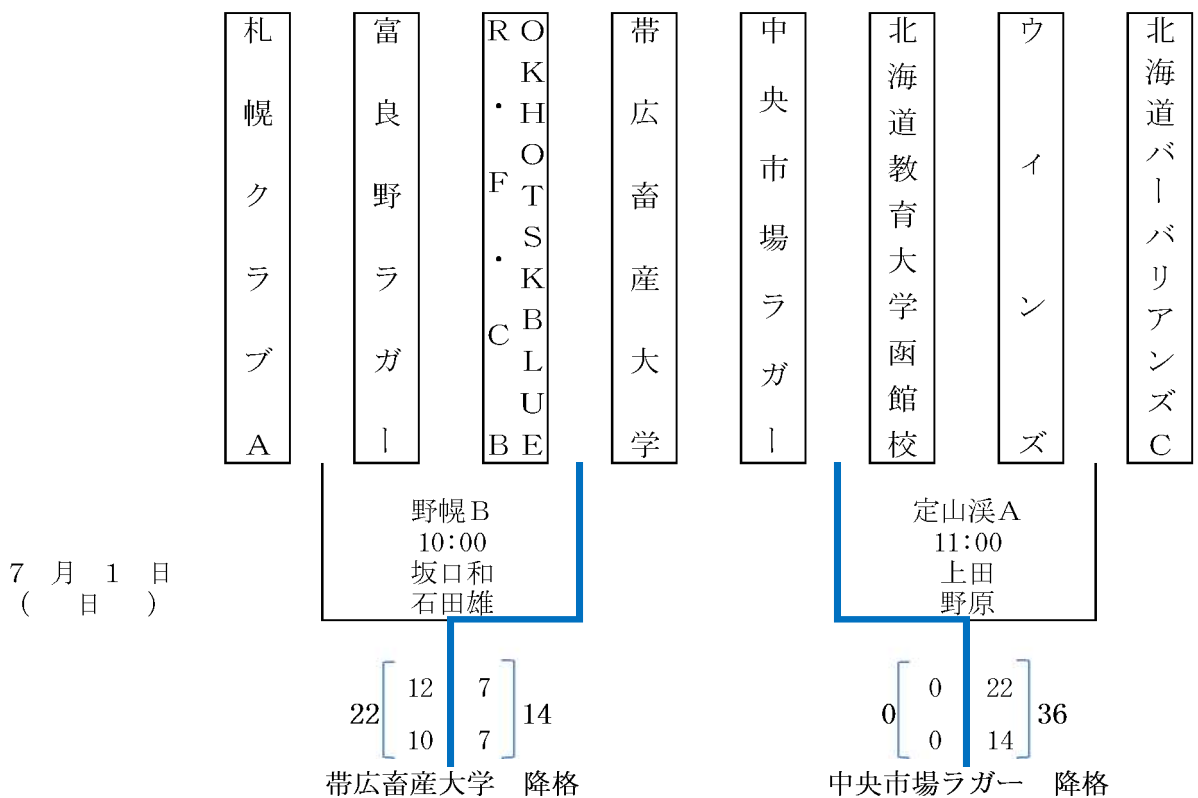 札幌クラブA
富良野ラガー
OKHOTSKBLUE
R・F・C B
帯広畜産大学
中央市場ラガー
北海道教育大学函館校
ウィンズ
北海道バーバリアンズC
野幌B
10:00
坂口和
石田雄
定山渓A
11:00
上田
野原
7月1日
(日)
12 7
22 14
10 7
0 22
0 36
0 14
帯広畜産大学 降格
中央市場ラガー 降格